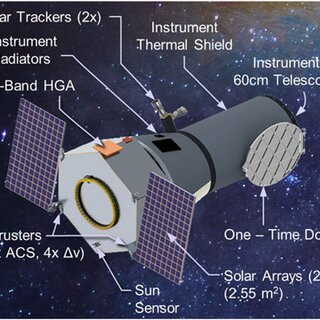 ar Trackers (2x)
Instrument
Thermal Shield
nstrument
adiators
Instrument
60cm Telesco
-Band HGA
rusters
ACS, 4x Δv)
One – Time Do
Solar Arrays (2
(2.55 m²)
Sun
Sensor